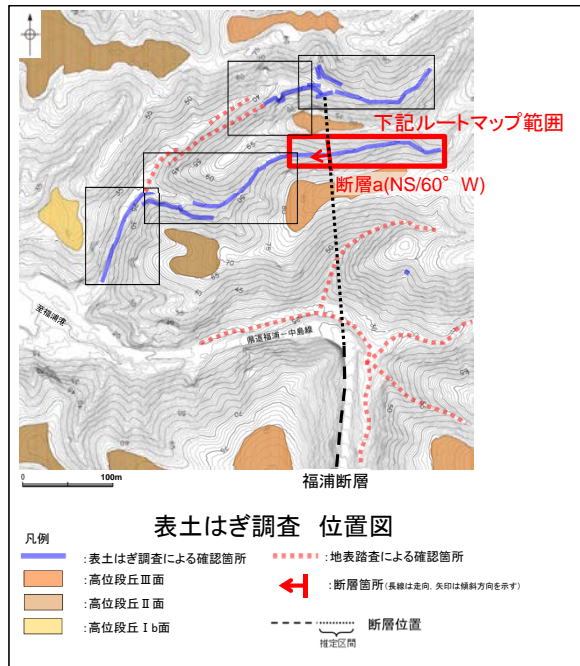 下記ルートマップ範囲
断層a(NS/60°W)
至福浦港
県道福浦ー中島線
0 100m
福浦断層
表土はぎ調査 位置図
凡例
:表土はぎ調査による確認箇所
:地表踏査による確認箇所
:高位段丘Ⅲ面
:断層箇所(長線は走向,矢印は傾斜方向を示す)
:高位段丘Ⅱ面
:高位段丘Ⅰb面
断層位置
推定区間